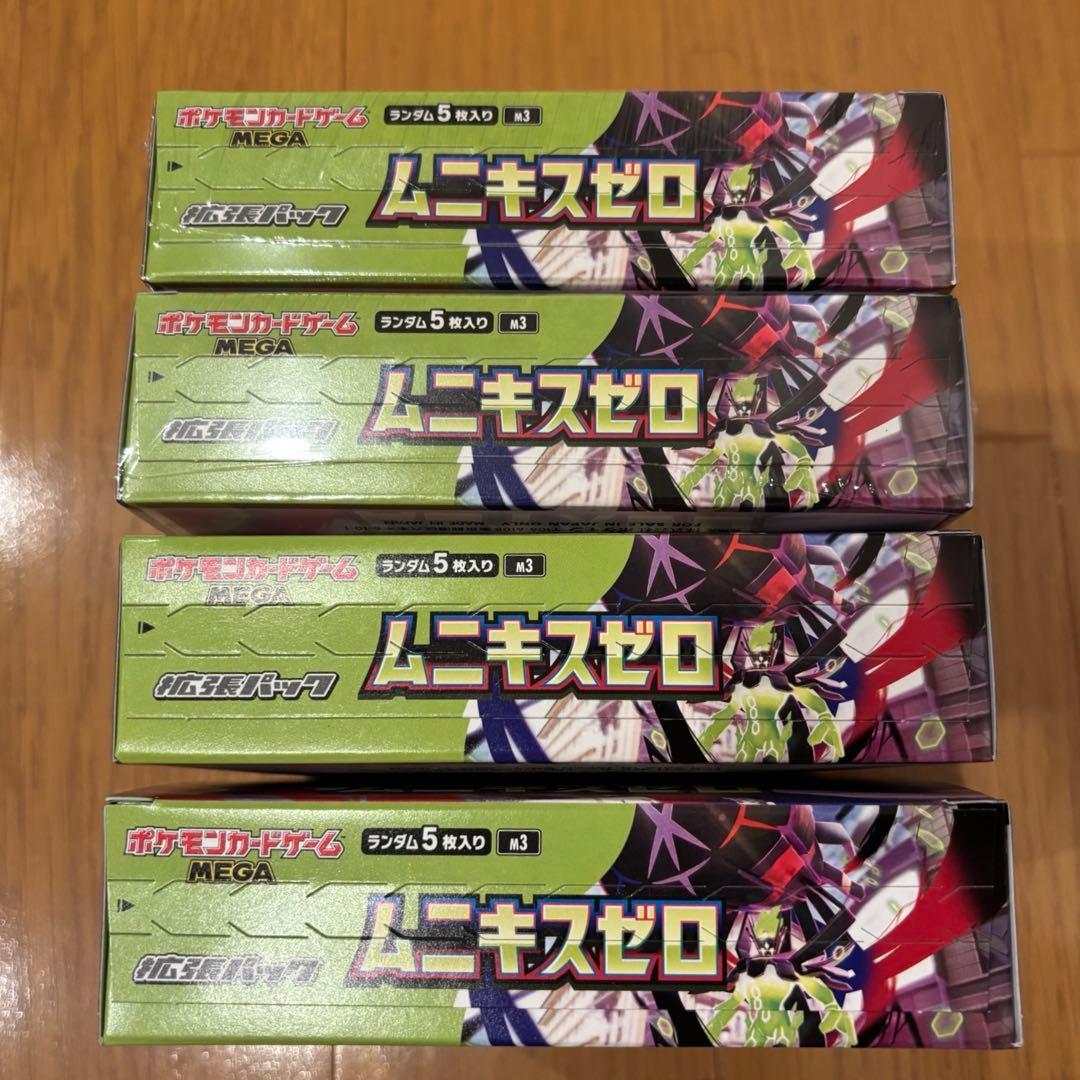 ポケモンカードゲーム
MEGA
ランダム5枚入り
M3
拡張パック
ムニキスゼロ
ポケモンカードゲーム
MEGA
ランダム5枚入り
M3
拡張パック
ムニキスゼロ
FOR SALE IN JAPAN ONLY MADE IN JAPAN
ポケモンカードゲーム
MEGA
ランダム5枚入り
M3
拡張パック
ムニキスゼロ
ポケモンカードゲーム
MEGA
ランダム5枚入り
M3
拡張パック
ムニキスゼロ